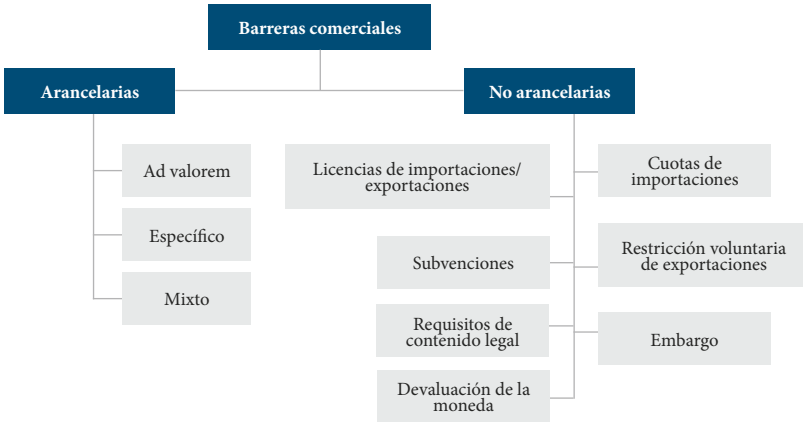 Barreras comerciales
Arancelarias
No arancelarias
Ad valorem
Específico
Mixto
Licencias de importaciones/
exportaciones
Subvenciones
Requisitos de
contenido legal
Devaluación de la
moneda
Cuotas de
importaciones
Restricción voluntaria
de exportaciones
Embargo